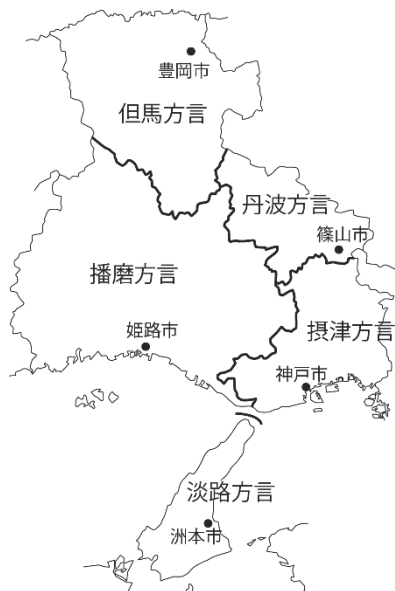 豊岡市
但馬方言
丹波方言
篠山市
播磨方言
姫路市
摂津方言
神戸市
淡路方言
洲本市